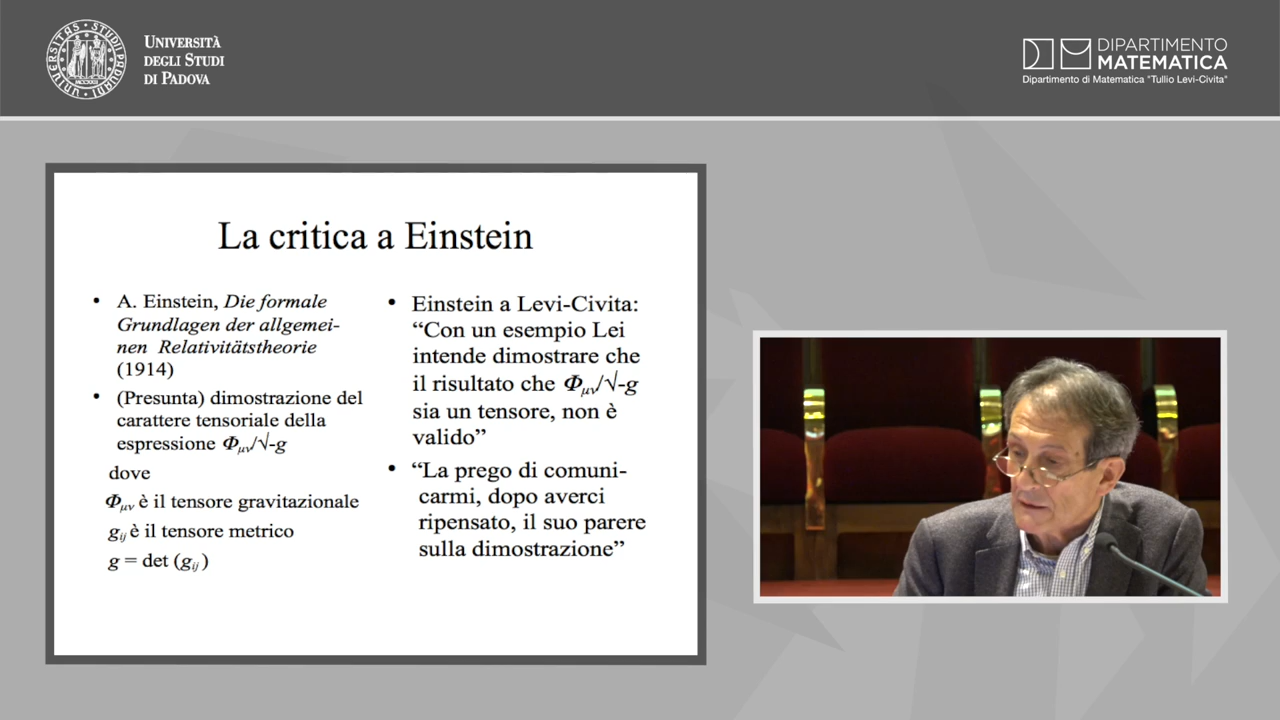 UNIVERSITÀ
DEGLI STUDI
DI PADOVA
DIPARTIMENTO
MATEMATICA
Dipartimento di Matematica "Tullio Levi-Civita"
La critica a Einstein
• A. Einstein, Die formale
Grundlagen der allgemei-
nen Relativitätstheorie
(1914)
• (Presunta) dimostrazione del
carattere tensoriale della
espressione Φμν/√-g
dove
Φμν è il tensore gravitazionale
gij è il tensore metrico
g = det (gij)
• Einstein a Levi-Civita:
“Con un esempio Lei
intende dimostrare che
il risultato che Φμν/√-g
sia un tensore, non è
valido”
• “La prego di comuni-
carmi, dopo averci
ripensato, il suo parere
sulla dimostrazione”